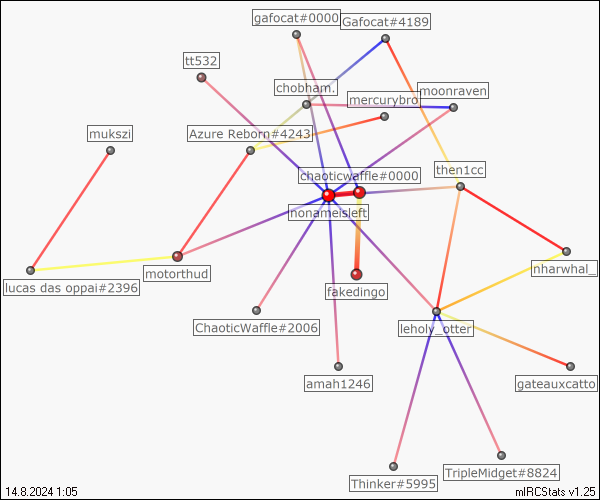 gafocat#0000
Gafocat#4189
tt532
chobham.
moonraven
mercurybro
mukszi
Azure Reborn#4243
chaoticwaffle#0000
then1cc
nonameisleft
motorthud
nharwhal_
lucas das oppai#2396
fakedingo
ChaoticWaffle#2006
leholy_otter
amah1246
gateauxcatto
Thinker#5995
TripleMidget#8824
14.8.2024 1:05
mIRCStats v1.25